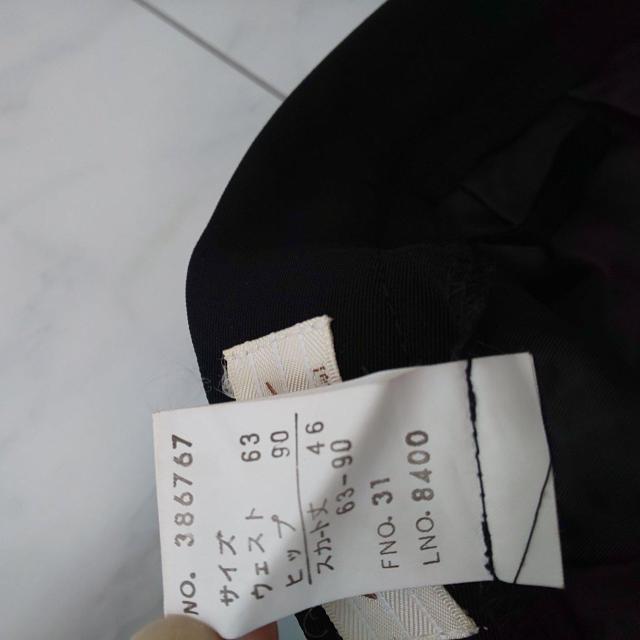 NO. 386767
サイズ
ウエスト 63
ヒップ 90
スカート丈 46
63-90
FNO. 31
LNO. 8400